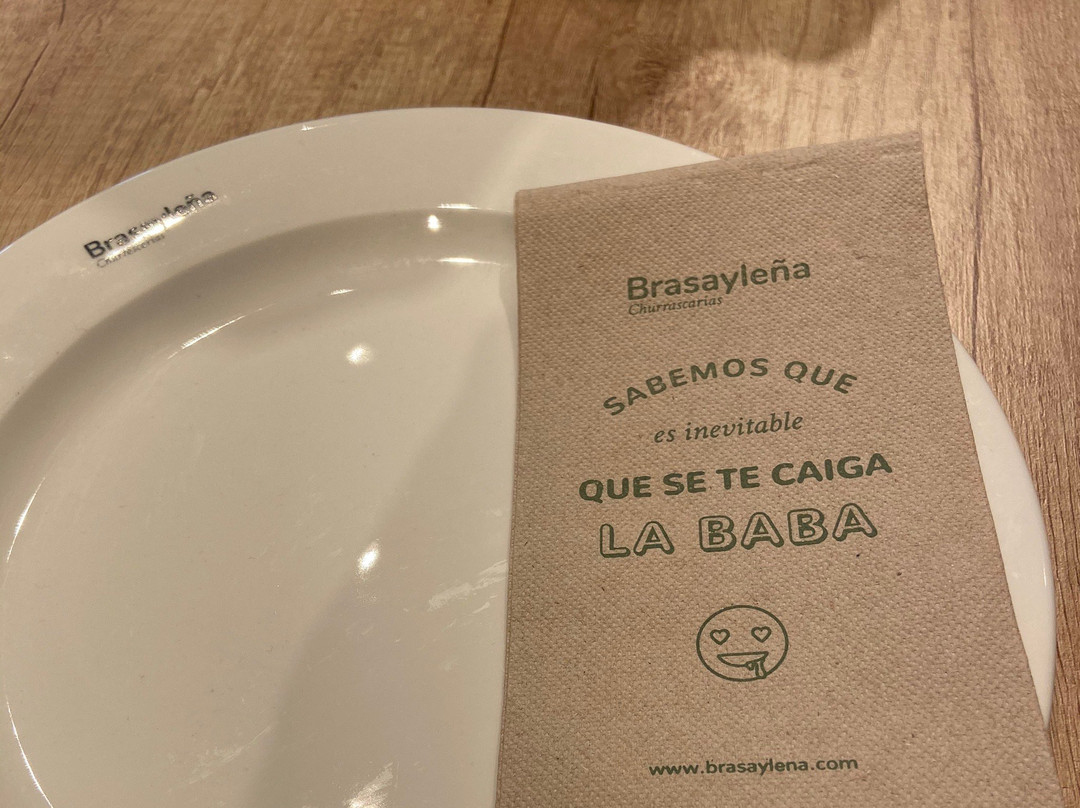 Brasayleña
Churrascarias
Brasayleña
Churrascarias
SABEMOS QUE
es inevitable
QUE SE TE CAIGA
LA BABA
www.brasaylena.com